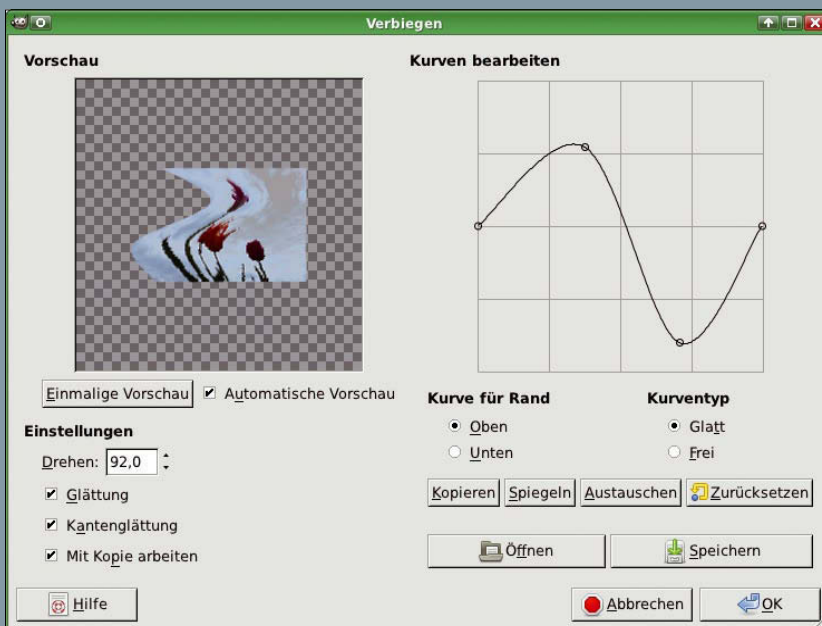 Verbiegen
Vorschau
Einmalige Vorschau
Automatische Vorschau
Einstellungen
Drehen: 92,0
Glättung
Kantenglättung
Mit Kopie arbeiten
Hilfe
Kurven bearbeiten
Kurve für Rand
Oben
Unten
Kurventyp
Glatt
Frei
Kopieren
Spiegeln
Austauschen
Zurücksetzen
Öffnen
Speichern
Abbrechen
OK